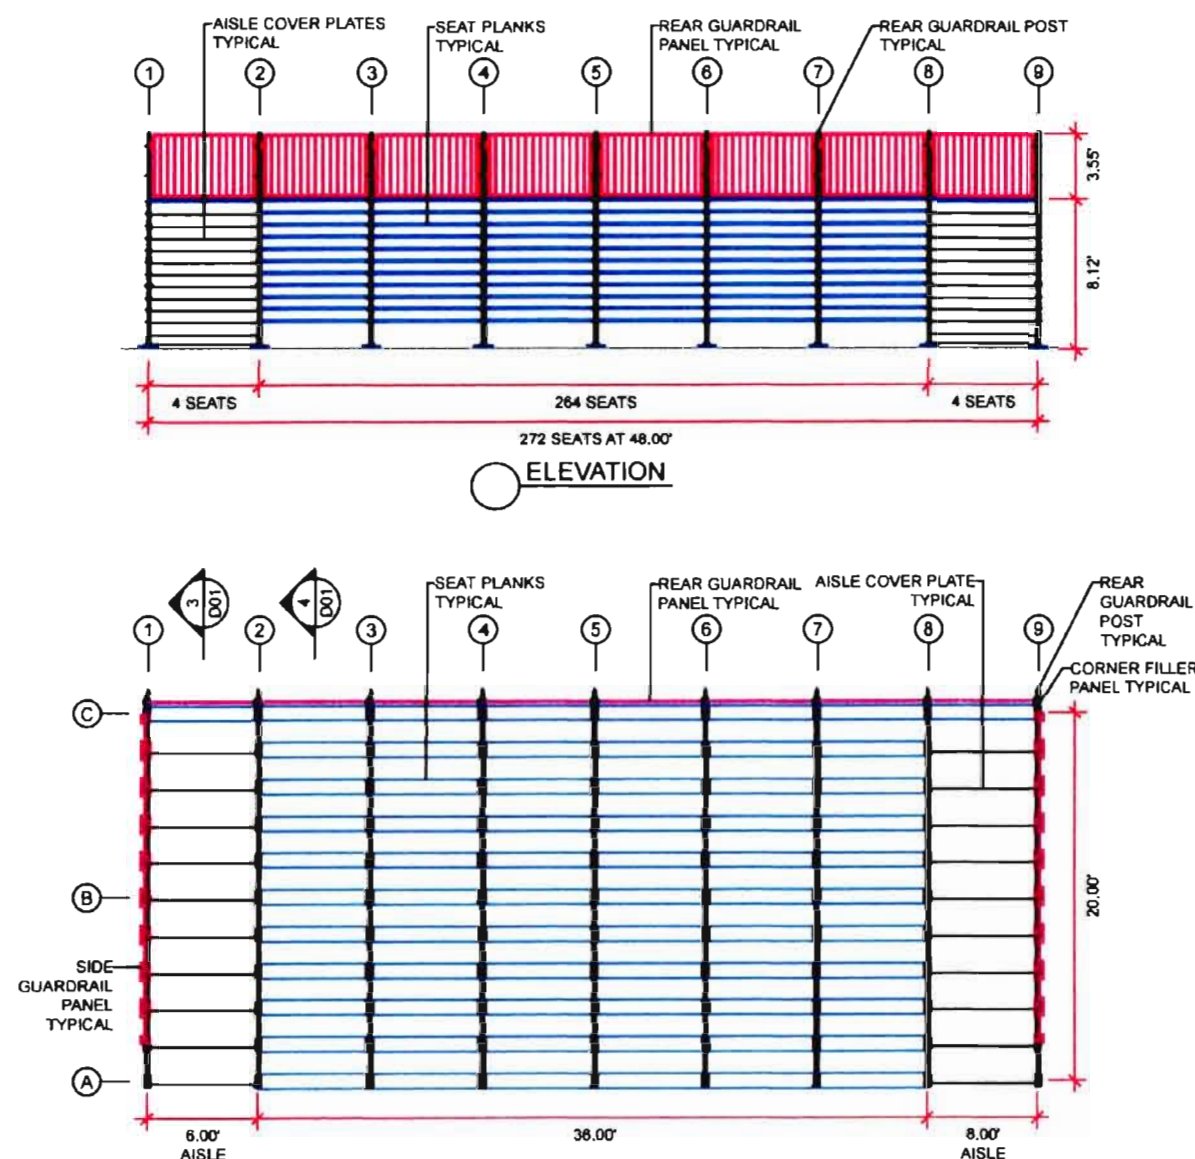 AISLE COVER PLATES
TYPICAL
SEAT PLANKS
TYPICAL
REAR GUARDRAIL
PANEL TYPICAL
REAR GUARDRAIL POST
TYPICAL
1 2 3 4 5 6 7 8 9
3.55'
8.12'
4 SEATS 264 SEATS 4 SEATS
272 SEATS AT 48.00'
ELEVATION
3
D01
4
D01
SEAT PLANKS
TYPICAL
REAR GUARDRAIL
PANEL TYPICAL
AISLE COVER PLATE
TYPICAL
REAR
GUARDRAIL
POST
TYPICAL
1 2 3 4 5 6 7 8 9
CORNER FILLER
PANEL TYPICAL
C
B
20.00'
SIDE
GUARDRAIL
PANEL
TYPICAL
A
6.00' 36.00' 8.00'
AISLE AISLE